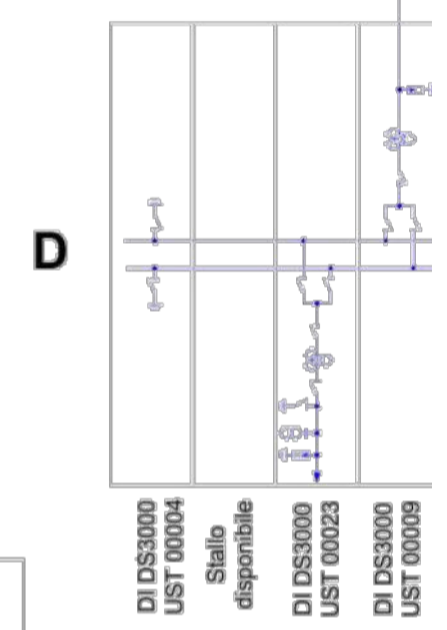 D
DI DS3000
UST 00004
Stallo
disponibile
DI DS3000
UST 00023
DI DS3000
UST 00009